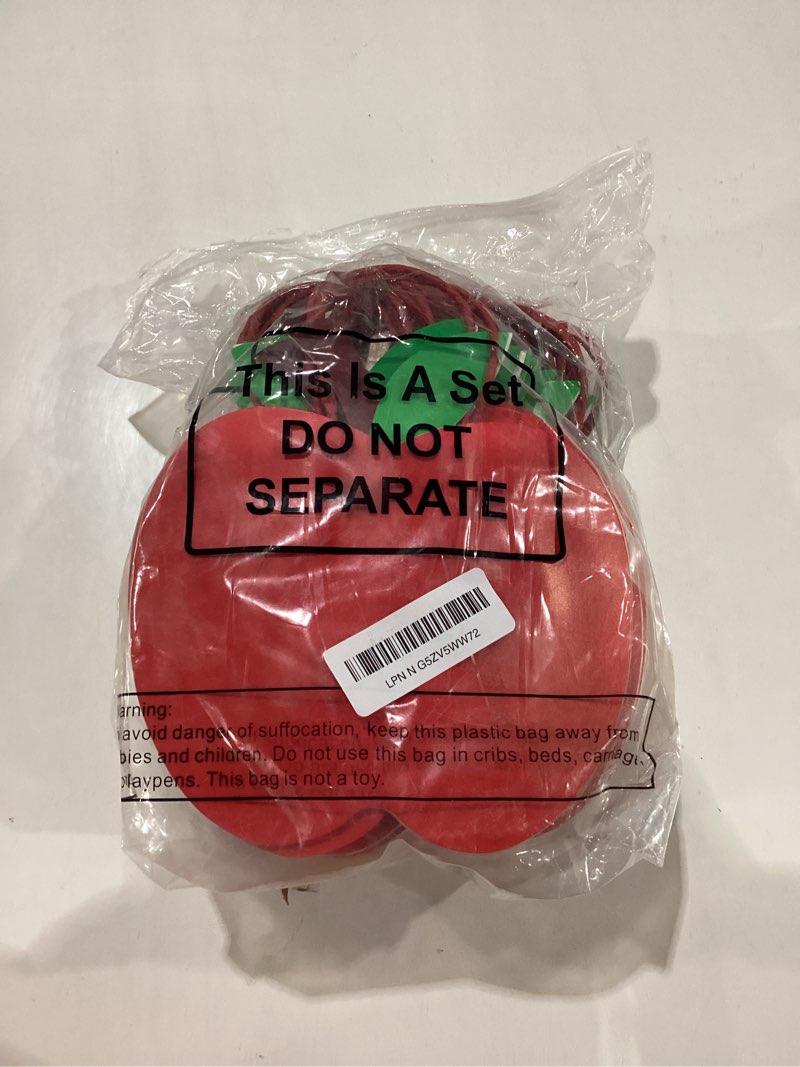 This Is A Set
DO NOT
SEPARATE
LPN N G5ZV5WW72
arning:
avoid danger of suffocation, keep this plastic bag away from
bies and children. Do not use this bag in cribs, beds, carriag
playpens. This bag is not a toy.